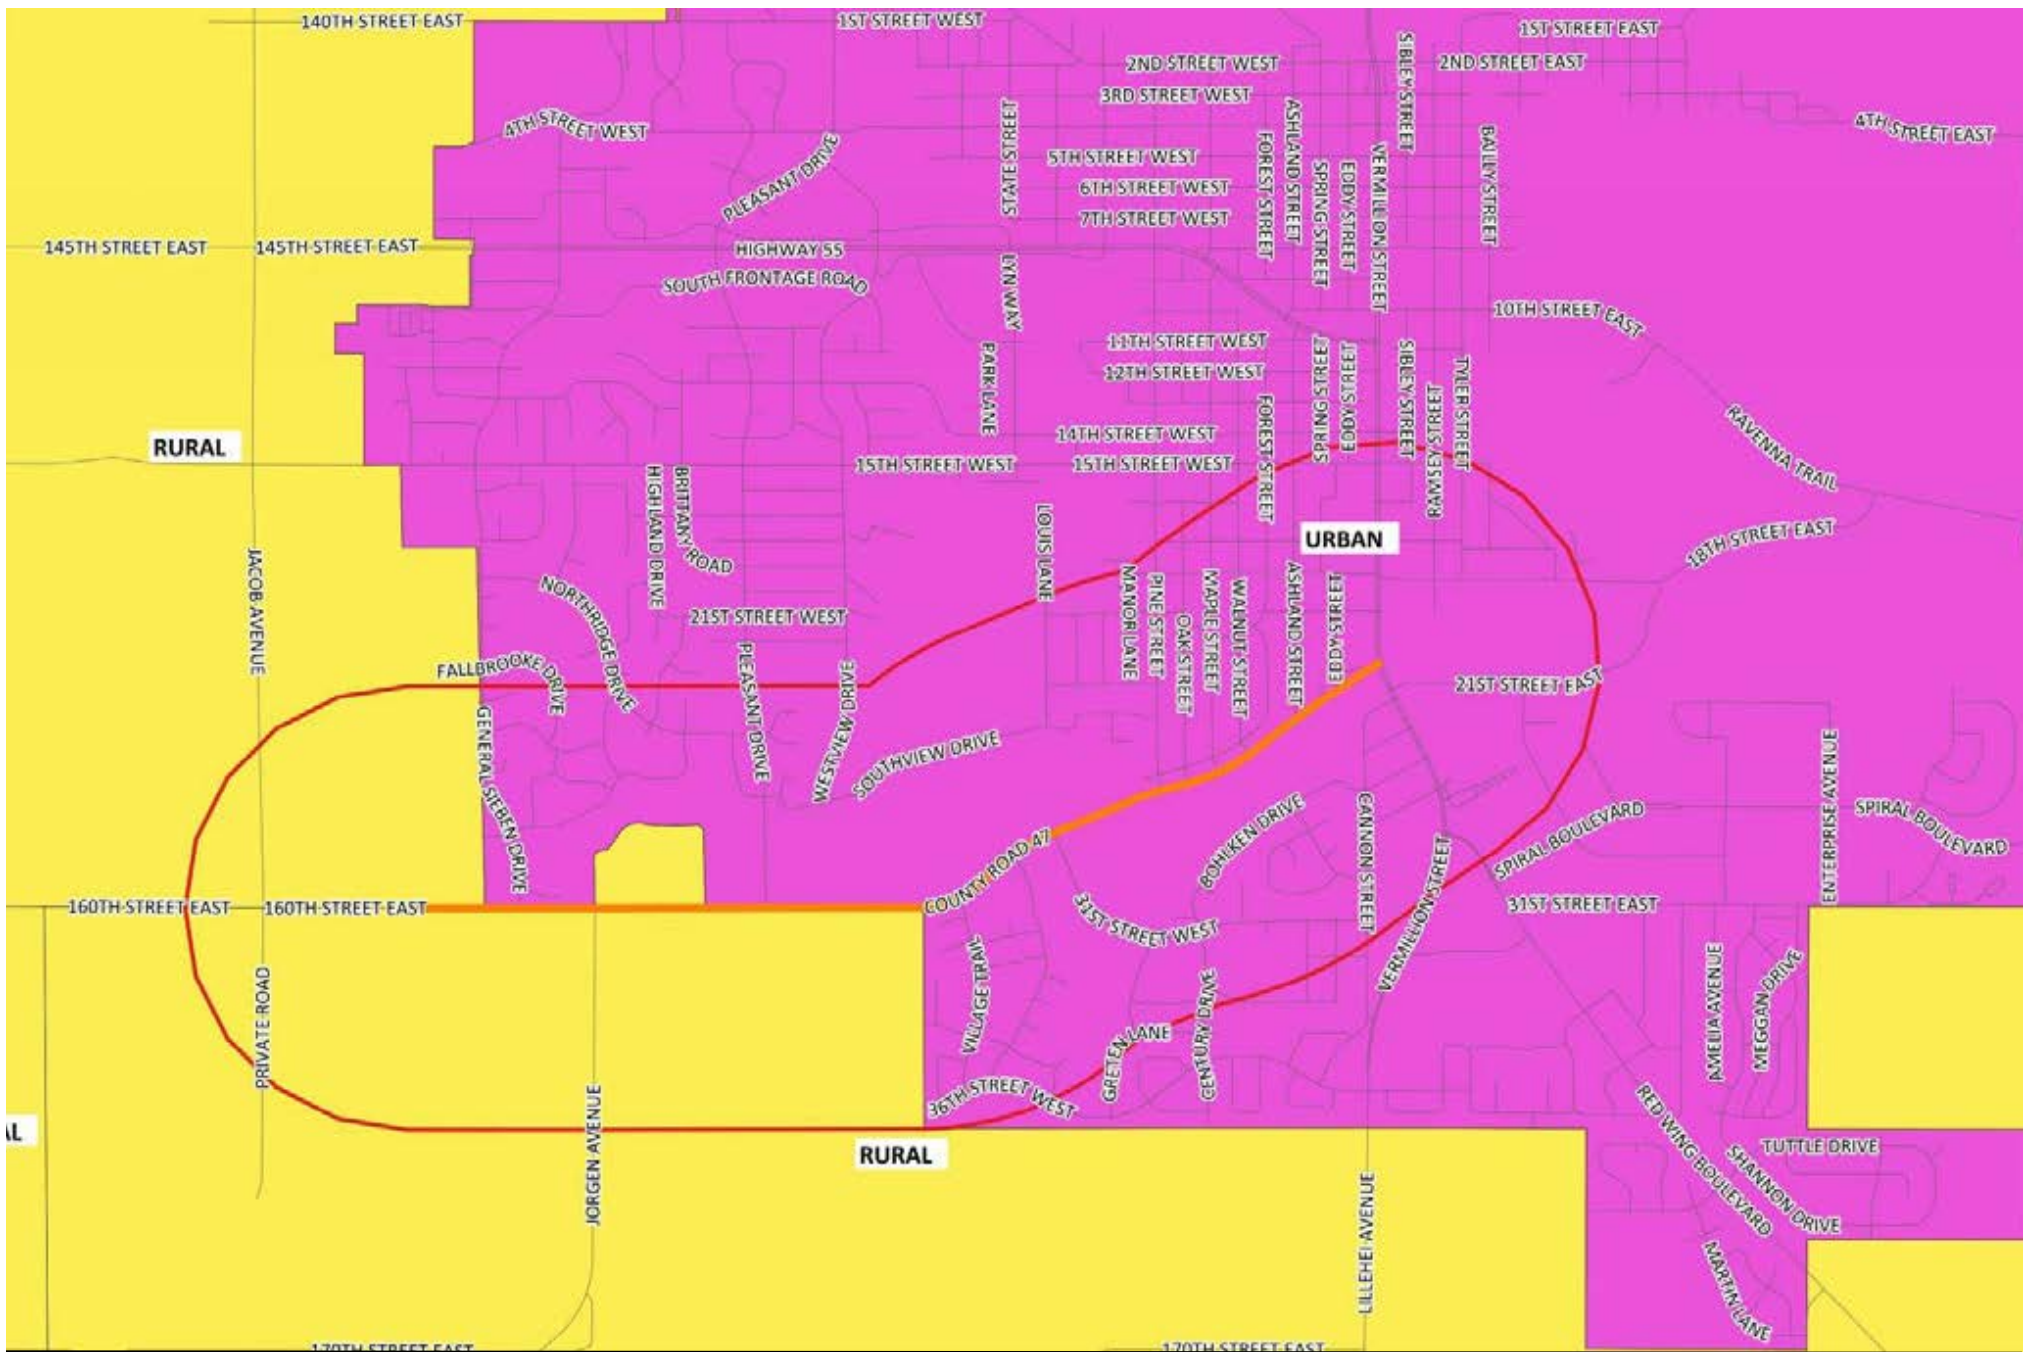 140TH STREET EAST
1ST STREET WEST
1ST STREET EAST
2ND STREET WEST
SIBLEY STREET
2ND STREET EAST
3RD STREET WEST
4TH STREET WEST
4TH STREET EAST
STATE STREET
ASHLAND STREET
FOREST STREET
BAILEY STREET
PLEASANT DRIVE
5TH STREET WEST
SPRING STREET
EDDY STREET
VERMILLION STREET
6TH STREET WEST
7TH STREET WEST
145TH STREET EAST
145TH STREET EAST
HIGHWAY 55
SOUTH FRONTAGE ROAD
LYN WAY
10TH STREET EAST
11TH STREET WEST
PARK LANE
SPRING STREET
EDDY STREET
SIBLEY STREET
TYLER STREET
12TH STREET WEST
RAMSEY STREET
FOREST STREET
RAVENNA TRAIL
RURAL
14TH STREET WEST
15TH STREET WEST
15TH STREET WEST
HIGHLAND DRIVE
BRITTANY ROAD
LOUIS LANE
URBAN
18TH STREET EAST
JACOB AVENUE
NORTHRIDGE DRIVE
MANOR LANE
PINE STREET
OAK STREET
MAPLE STREET
WALNUT STREET
ASHLAND STREET
EDDY STREET
21ST STREET WEST
FALLBROOKE DRIVE
PLEASANT DRIVE
WESTVIEW DRIVE
21ST STREET EAST
GENERAL SIEBEN DRIVE
SOUTHVIEW DRIVE
ENTERPRISE AVENUE
BOHLKEN DRIVE
CANNON STREET
SPIRAL BOULEVARD
SPIRAL BOULEVARD
COUNTY ROAD 47
VERMILLION STREET
160TH STREET EAST
160TH STREET EAST
31ST STREET WEST
31ST STREET EAST
VILLAGE TRAIL
PRIVATE ROAD
AMELIA AVENUE
MEGGAN DRIVE
GRETEN LANE
CENTURY DRIVE
36TH STREET WEST
JORGEN AVENUE
AL
RURAL
RED WING BOULEVARD
TUTTLE DRIVE
SHANNON DRIVE
LILLEHEI AVENUE
MARTIN LANE
170TH STREET EAST
170TH STREET EAST